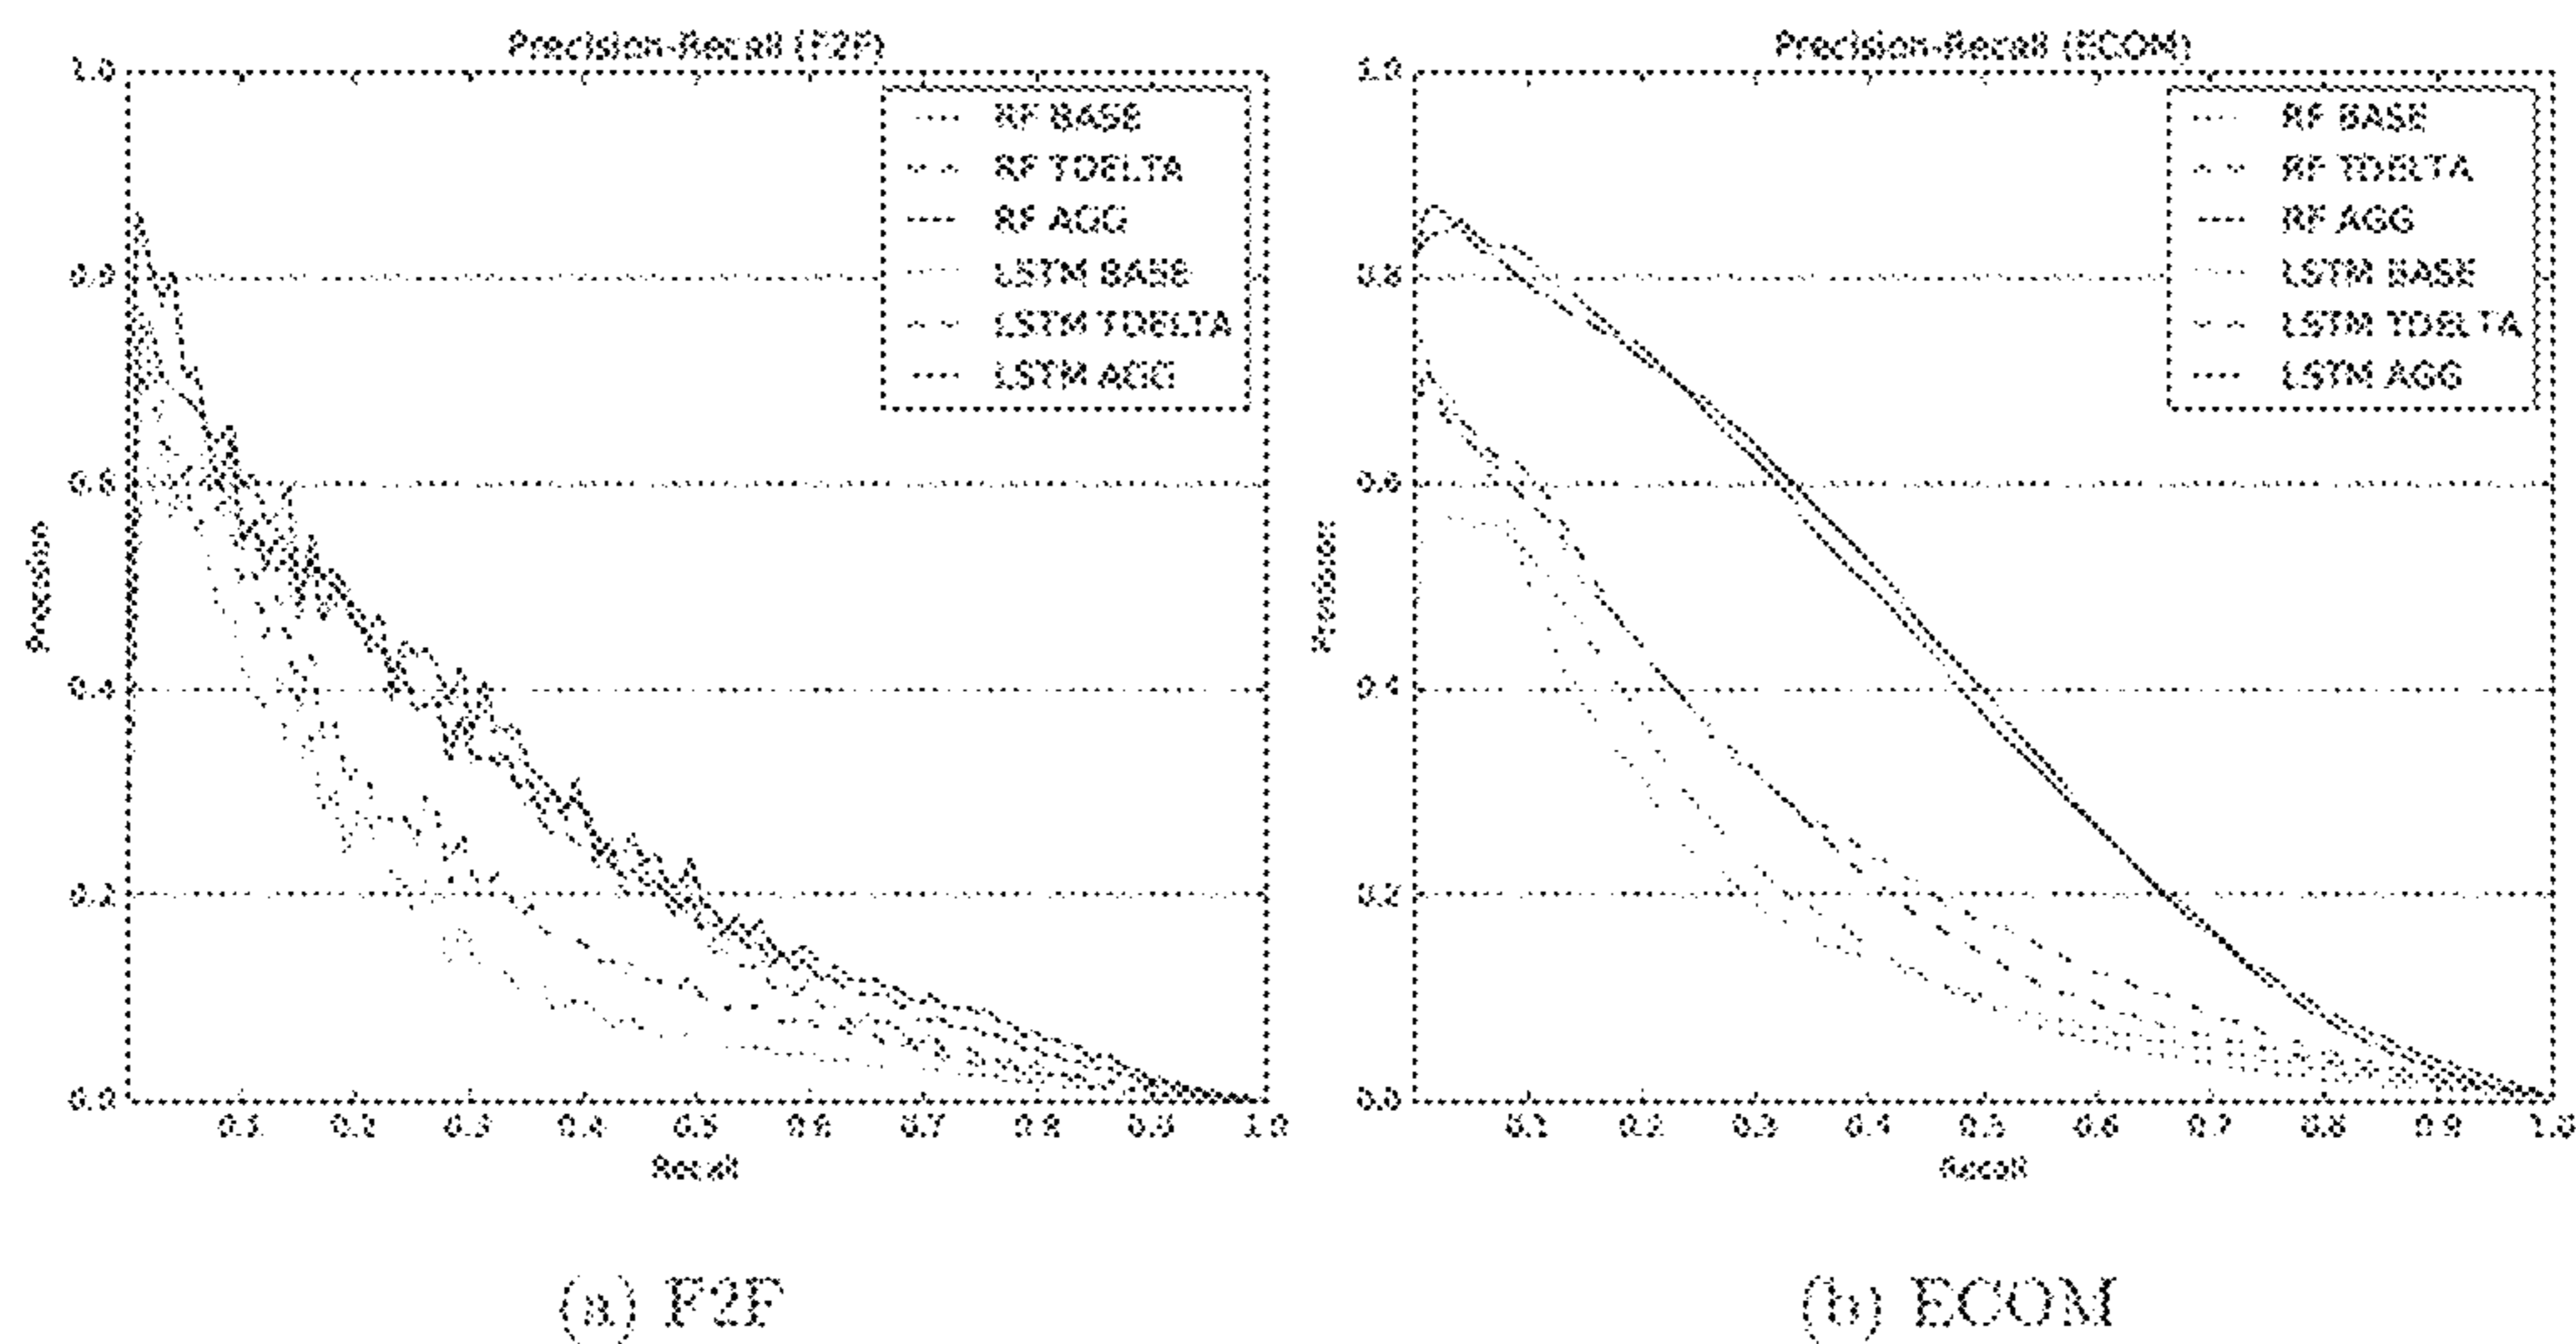 Precision-Recall (F2F)
1.0
0.8
0.6
0.4
0.2
0.0
Precision
RF BASE
RF TDELTA
RF AGG
LSTM BASE
LSTM TDELTA
LSTM AGG
0.1 0.2 0.3 0.4 0.5 0.6 0.7 0.8 0.9 1.0
Recall
(a) F2F
Precision-Recall (ECOM)
1.0
0.8
0.6
0.4
0.2
0.0
Precision
RF BASE
RF TDELTA
RF AGG
LSTM BASE
LSTM TDELTA
LSTM AGG
0.1 0.2 0.3 0.4 0.5 0.6 0.7 0.8 0.9 1.0
Recall
(b) ECOM